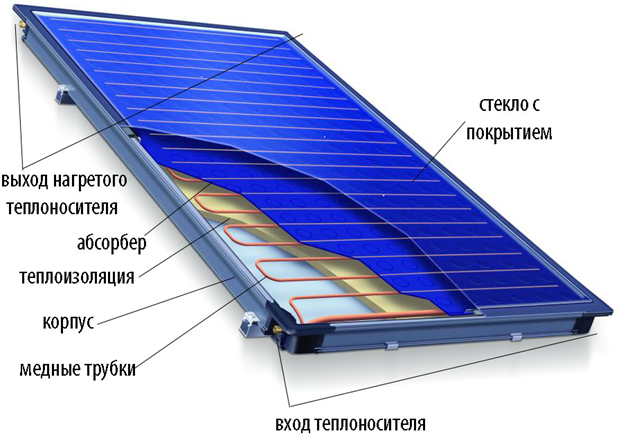 стекло с
покрытием
выход нагретого
теплоносителя
абсорбер
теплоизоляция
корпус
медные трубки
вход теплоносителя